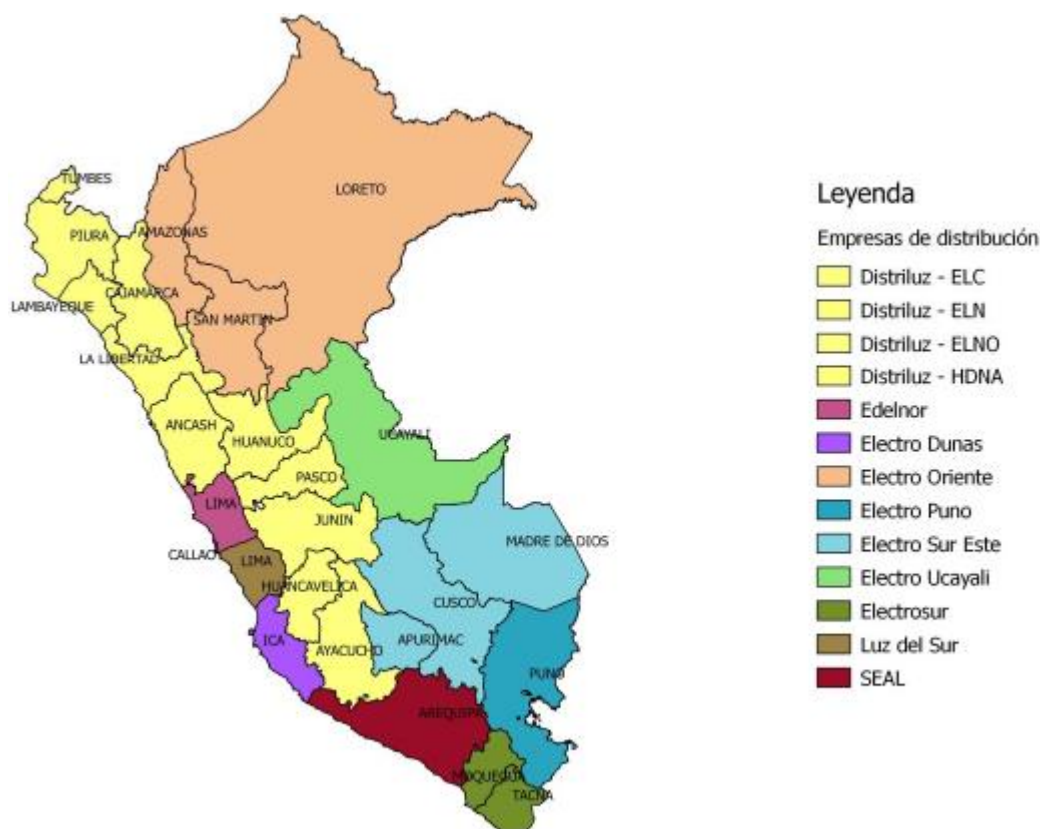 LORETO
TUMBES
PIURA
AMAZONAS
CAJAMARCA
LAMBAYEQUE
SAN MARTIN
LA LIBERTAD
ANCASH
HUANUCO
UCAYALI
PASCO
LIMA
JUNIN
CALLAO
LIMA
MADRE DE DIOS
HUANCAVELICA
CUSCO
ICA
AYACUCHO
APURIMAC
PUNO
AREQUIPA
MOQUEGUA
TACNA
Leyenda
Empresas de distribución
Distriluz - ELC
Distriluz - ELN
Distriluz - ELNO
Distriluz - HDNA
Edelnor
Electro Dunas
Electro Oriente
Electro Puno
Electro Sur Este
Electro Ucayali
Electrosur
Luz del Sur
SEAL